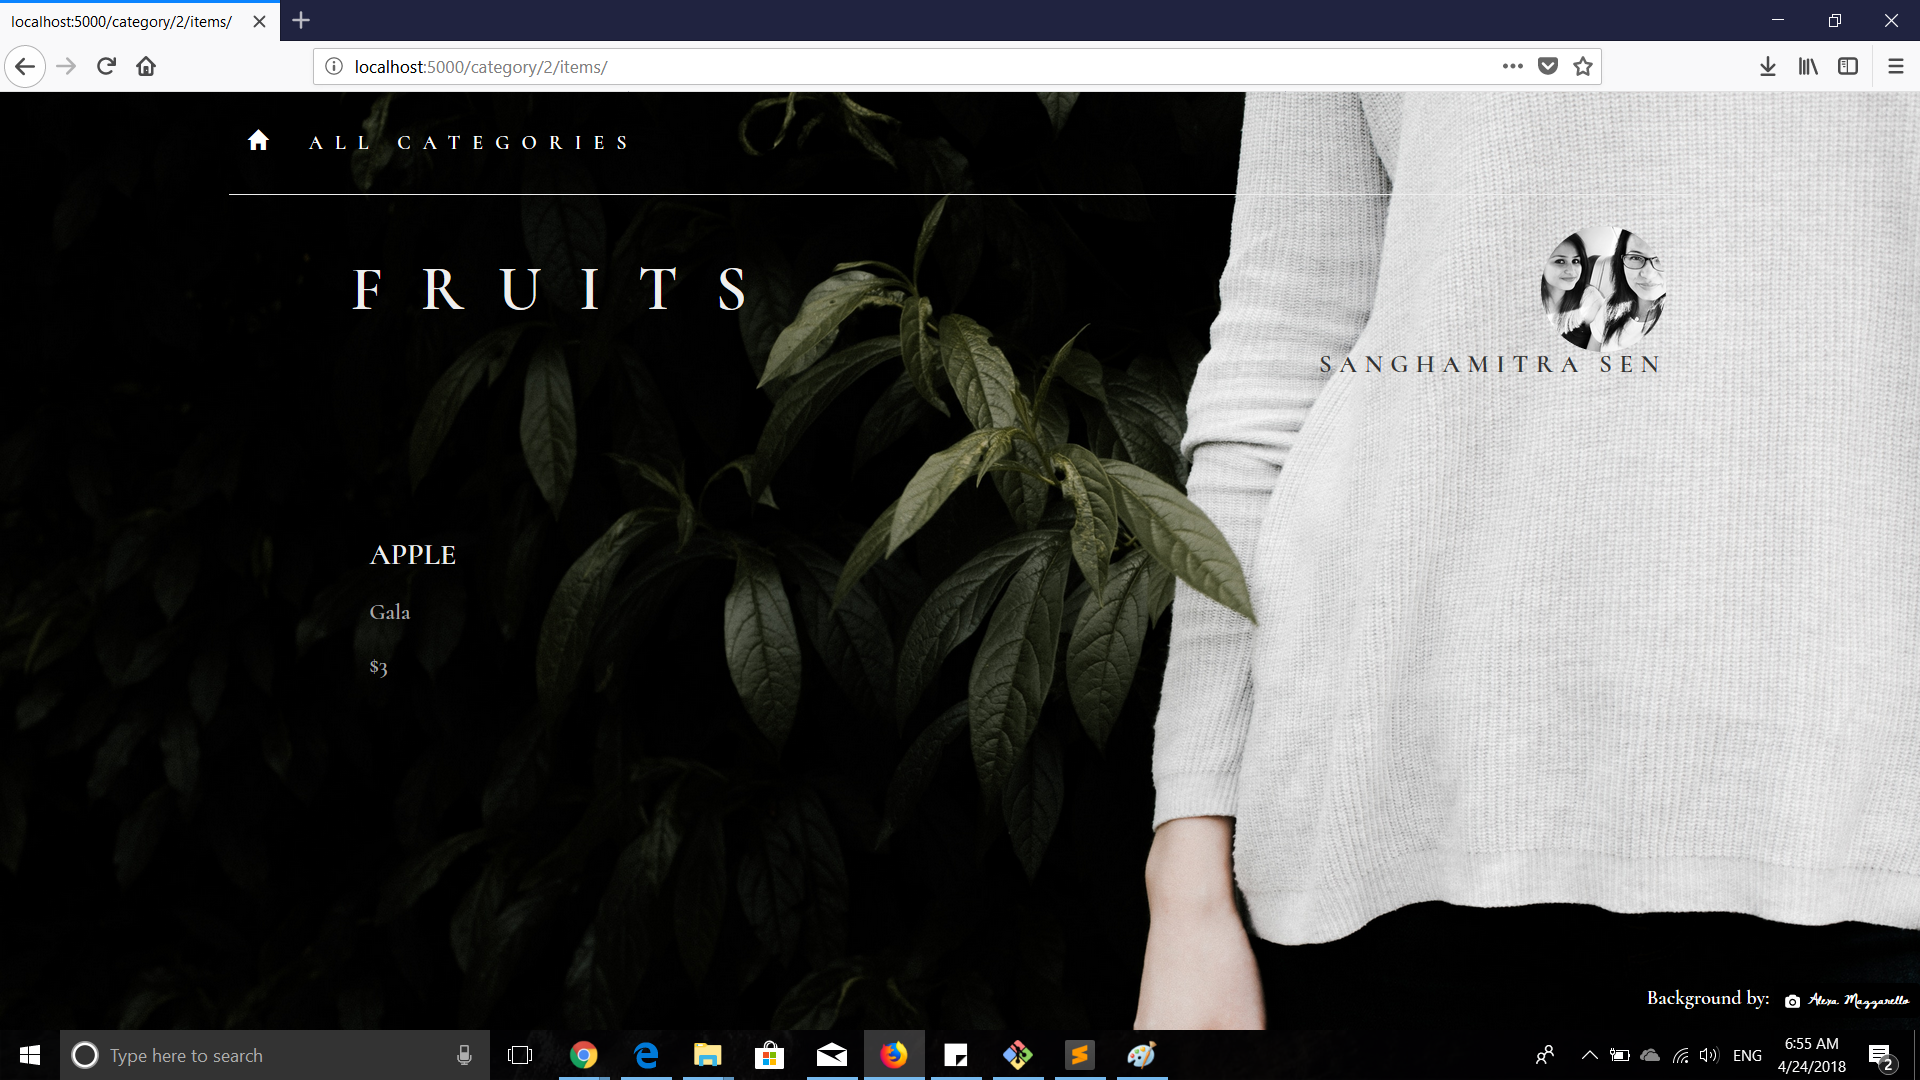 localhost:5000/category/2/items/
localhost:5000/category/2/items/
ALL CATEGORIES
FRUITS
SANGHAMITRA SEN
APPLE
Gala
$3
Background by: Alexa Mazzarello
Type here to search
ENG
6:55 AM
4/24/2018
2